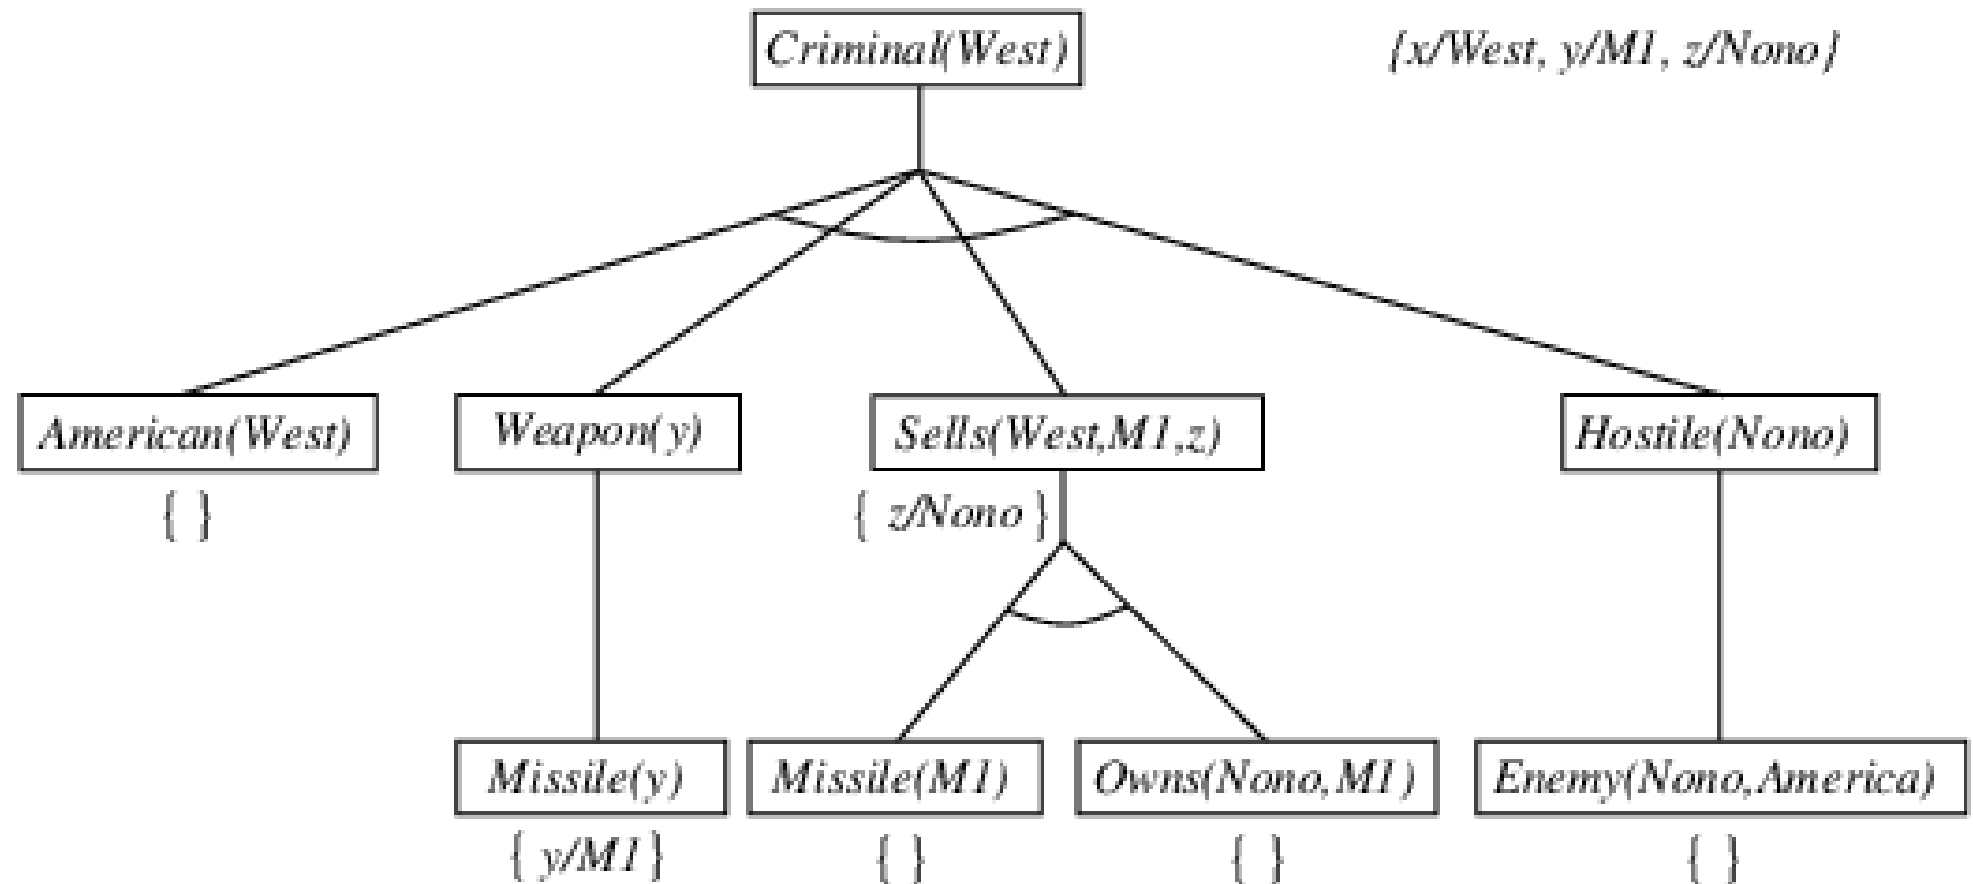 Criminal(West)
{x/West, y/M1, z/Nono}
American(West)
Weapon(y)
Sells(West,M1,z)
Hostile(Nono)
{ }
{ z/Nono }
Missile(y)
Missile(M1)
Owns(Nono,M1)
Enemy(Nono,America)
{ y/M1}
{ }
{ }
{ }